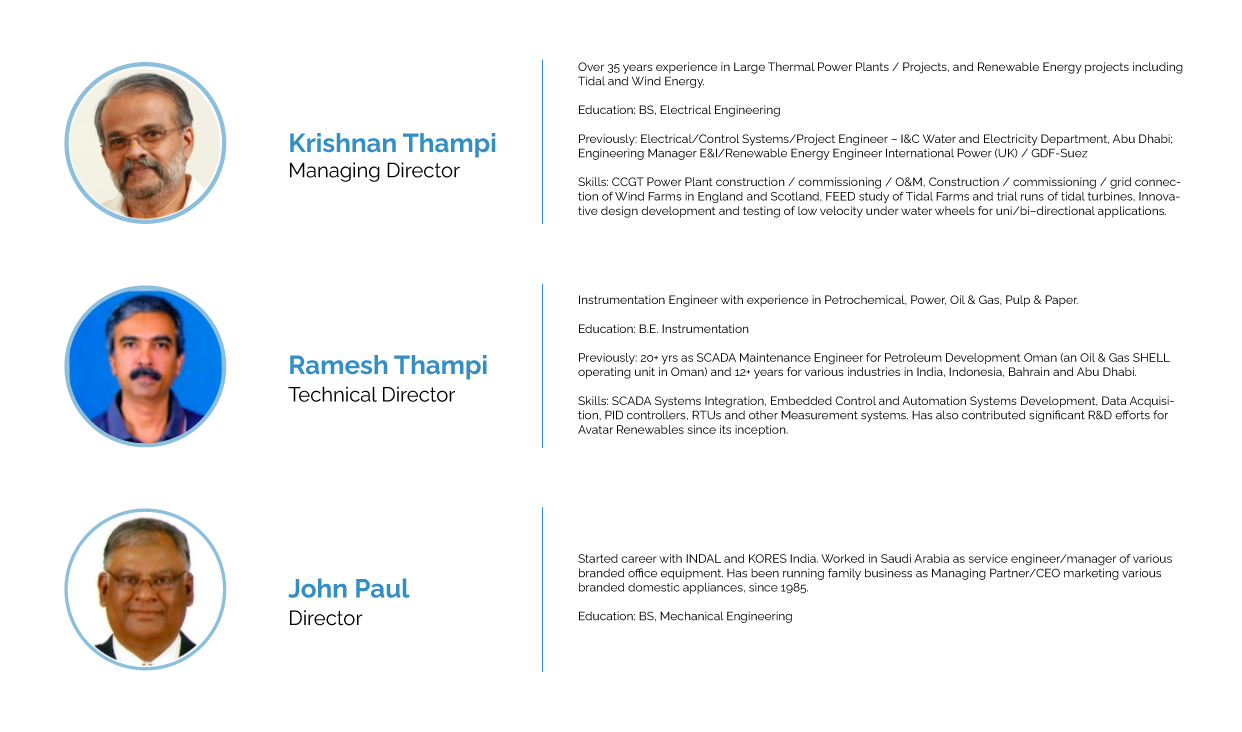 Krishnan Thampi
Managing Director
Over 35 years experience in Large Thermal Power Plants / Projects, and Renewable Energy projects including
Tidal and Wind Energy.
Education: BS, Electrical Engineering
Previously: Electrical/Control Systems/Project Engineer – I&C Water and Electricity Department, Abu Dhabi;
Engineering Manager E&I/Renewable Energy Engineer International Power (UK) / GDF-Suez
Skills: CCGT Power Plant construction / commissioning / O&M, Construction / commissioning / grid connec-
tion of Wind Farms in England and Scotland, FEED study of Tidal Farms and trial runs of tidal turbines, Innova-
tive design development and testing of low velocity under water wheels for uni/bi–directional applications.
Ramesh Thampi
Technical Director
Instrumentation Engineer with experience in Petrochemical, Power, Oil & Gas, Pulp & Paper.
Education: B.E. Instrumentation
Previously: 20+ yrs as SCADA Maintenance Engineer for Petroleum Development Oman (an Oil & Gas SHELL
operating unit in Oman) and 12+ years for various industries in India, Indonesia, Bahrain and Abu Dhabi.
Skills: SCADA Systems Integration, Embedded Control and Automation Systems Development, Data Acquisi-
tion, PID controllers, RTUs and other Measurement systems. Has also contributed significant R&D efforts for
Avatar Renewables since its inception.
John Paul
Director
Started career with INDAL and KORES India. Worked in Saudi Arabia as service engineer/manager of various
branded office equipment. Has been running family business as Managing Partner/CEO marketing various
branded domestic appliances, since 1985.
Education: BS, Mechanical Engineering